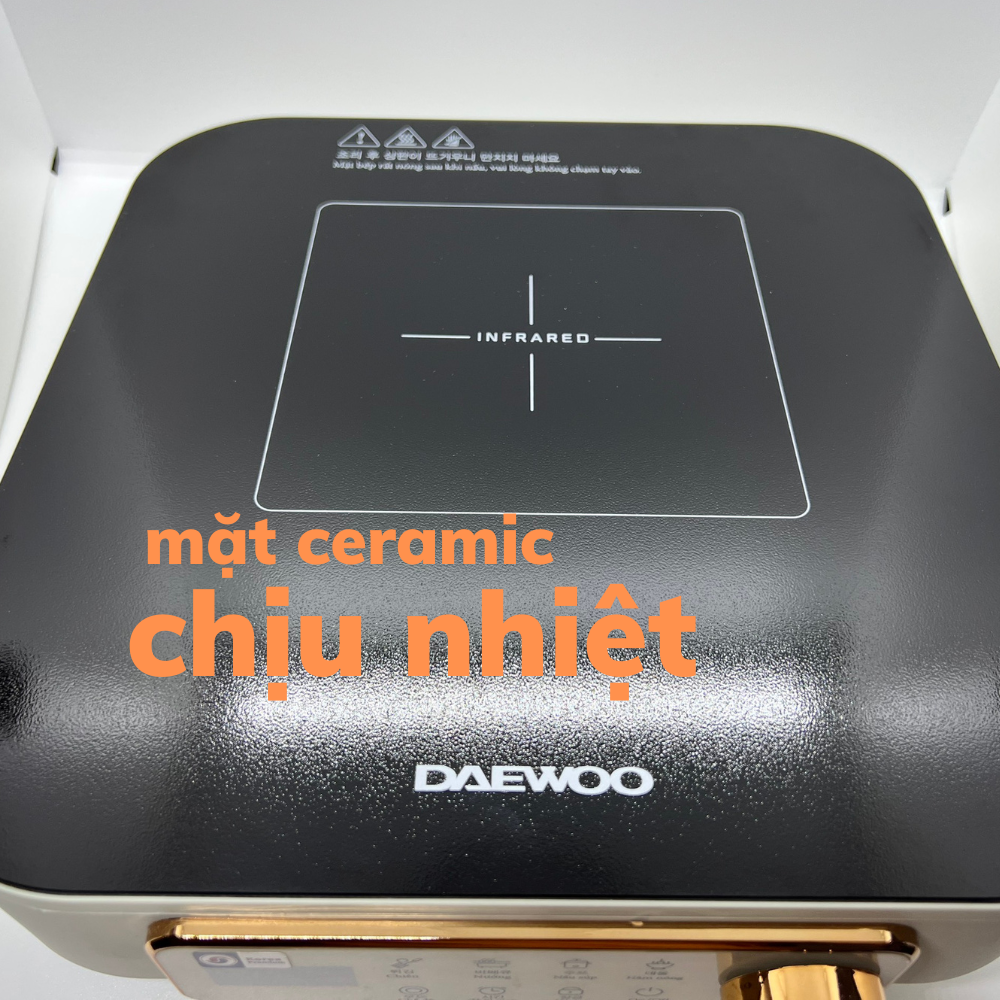 조리 후 상판이 뜨거우니 만지지 마세요
Mặt bếp rất nóng sau khi nấu, vui lòng không chạm tay vào.
INFRARED
mặt ceramic
chịu nhiệt
DAEWOO